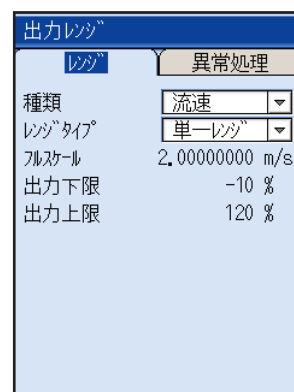 出力ﾚﾝｼﾞ
ﾚﾝｼﾞ 異常処理
種類 流速
ﾚﾝｼﾞﾀｲﾌﾟ 単一ﾚﾝｼﾞ
ﾌﾙｽｹｰﾙ 2.00000000 m/s
出力下限 -10 %
出力上限 120 %